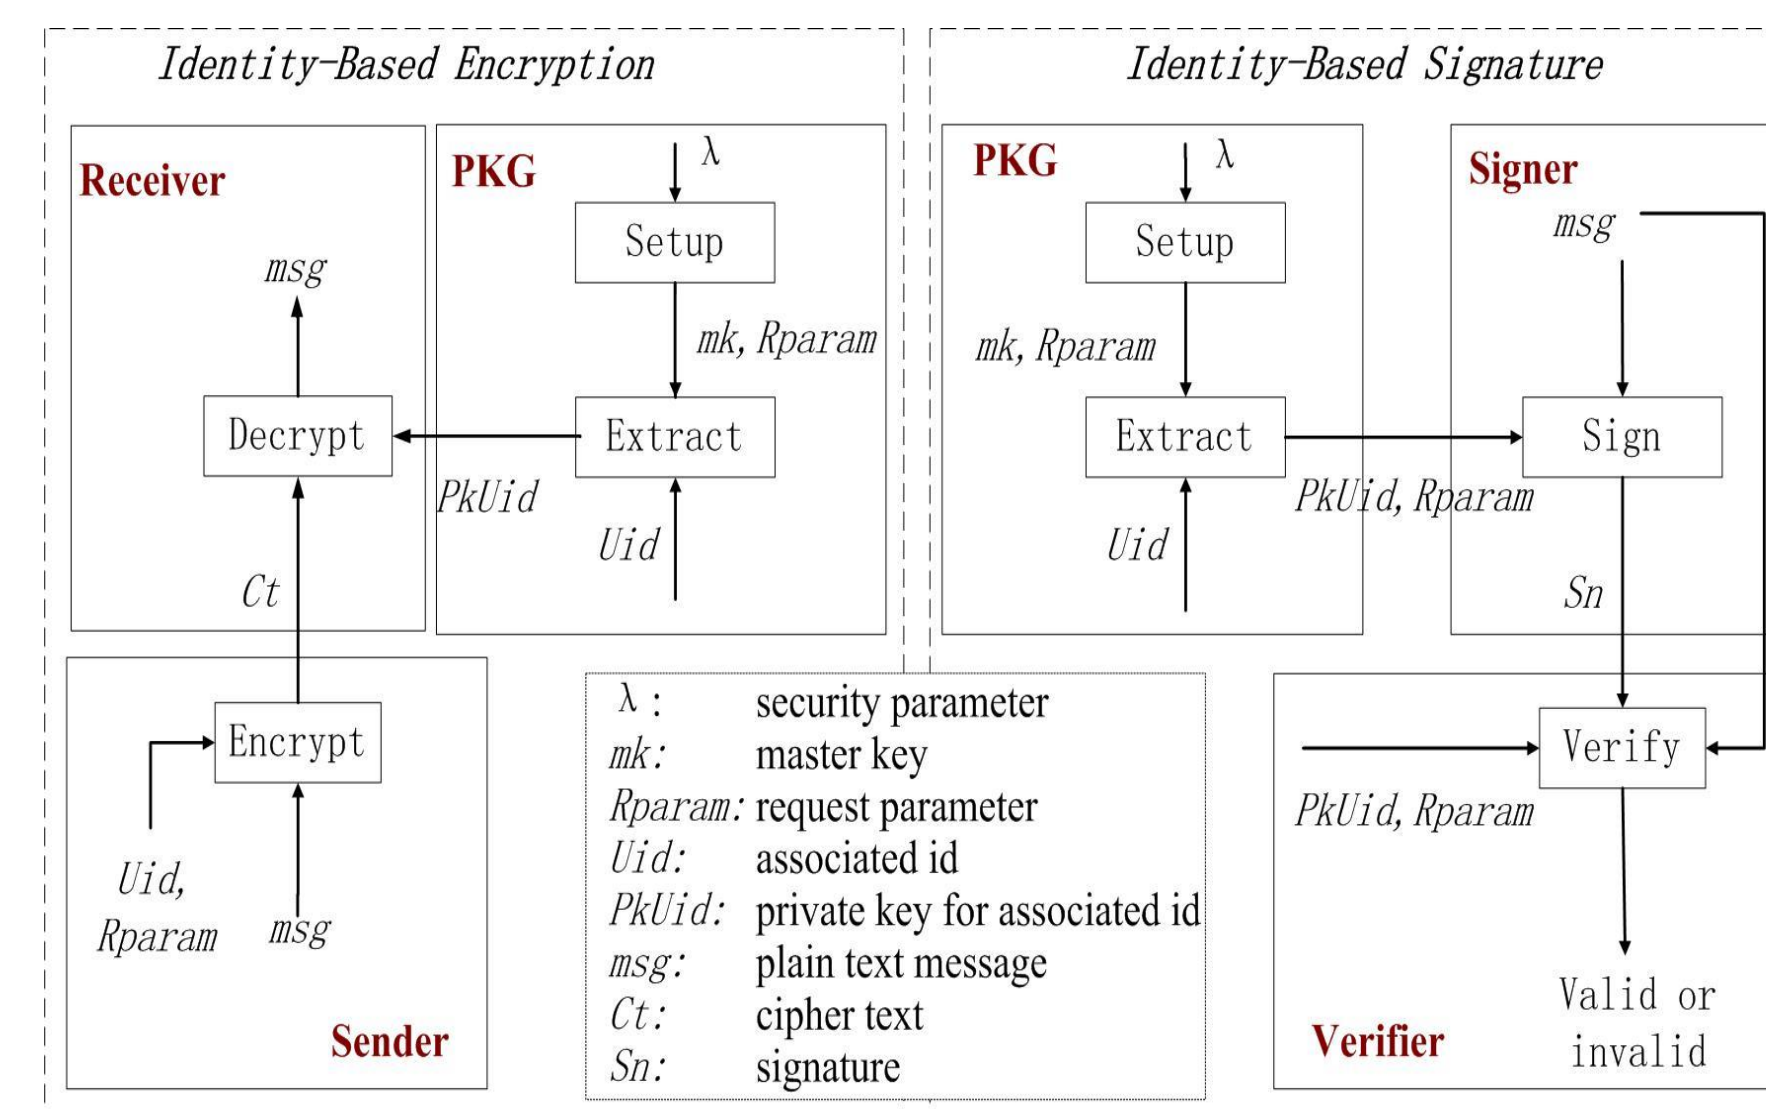 Identity-Based Encryption
Receiver
msg
Decrypt
Ct
PKG
λ
Setup
mk, Rparam
Extract
PkUid
Uid
Encrypt
Uid,
Rparam
msg
Sender
Identity-Based Signature
PKG
λ
Setup
mk, Rparam
Extract
PkUid, Rparam
Uid
Signer
msg
Sign
Sn
Verify
PkUid, Rparam
Valid or
invalid
Verifier
λ: security parameter
mk: master key
Rparam: request parameter
Uid: associated id
PkUid: private key for associated id
msg: plain text message
Ct: cipher text
Sn: signature